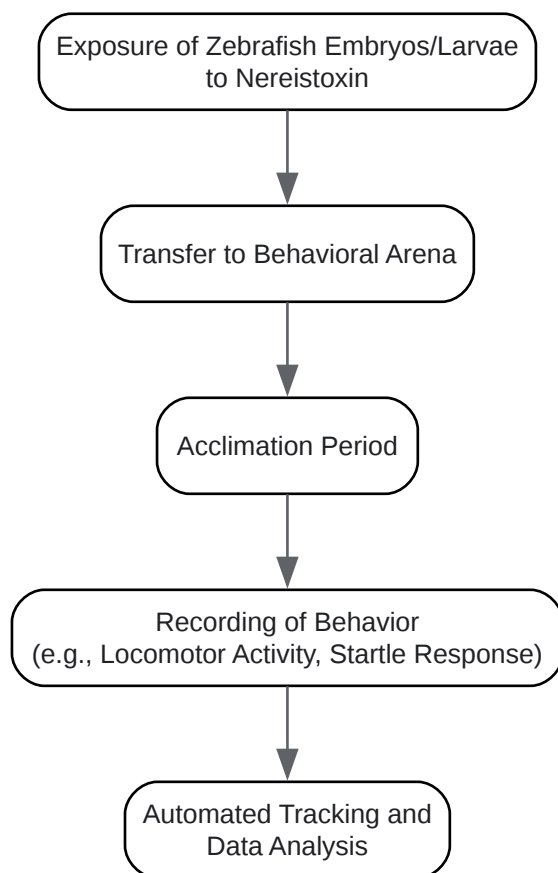 Exposure of Zebrafish Embryos/Larvae
to Nereistoxin
Transfer to Behavioral Arena
Acclimation Period
Recording of Behavior
(e.g., Locomotor Activity, Startle Response)
Automated Tracking and
Data Analysis